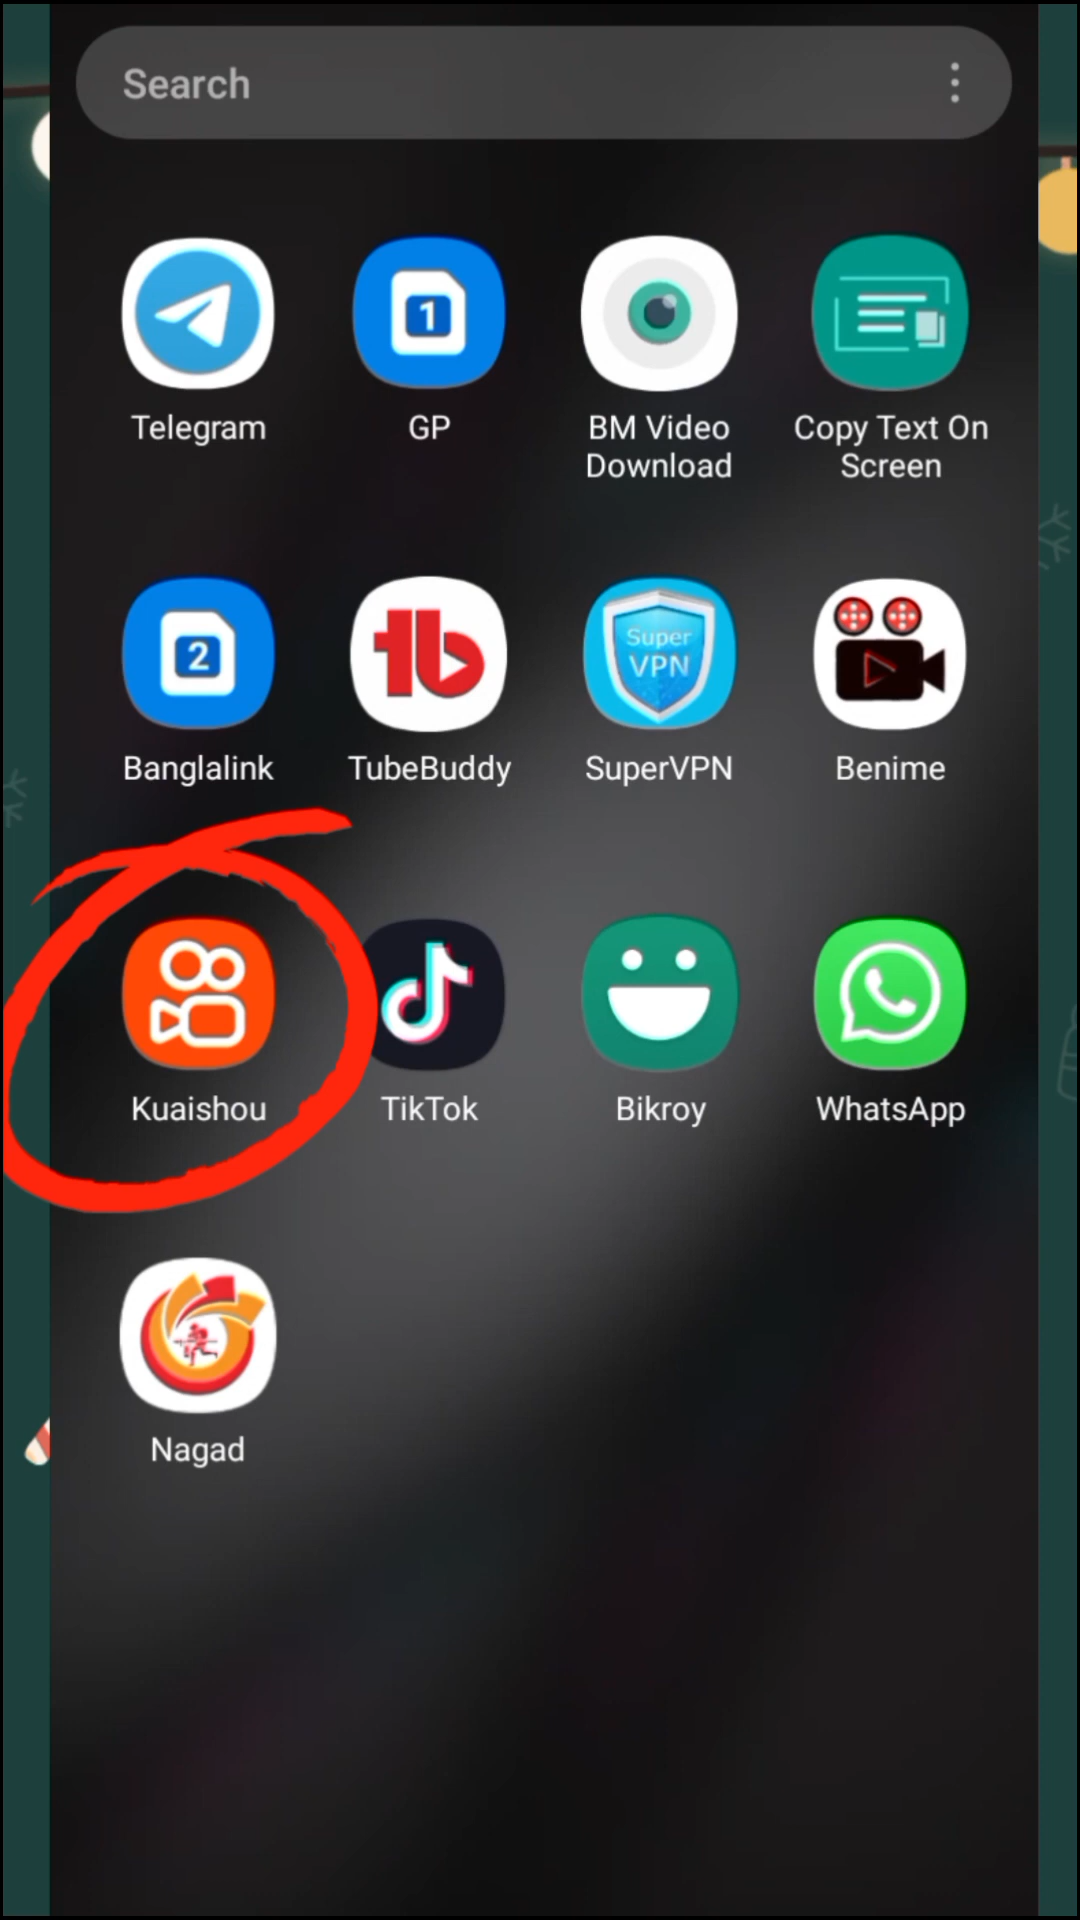 Search
Telegram
1
GP
BM Video
Download
Copy Text On
Screen
2
Banglalink
tb
TubeBuddy
Super
VPN
SuperVPN
Benime
Kuaishou
TikTok
Bikroy
WhatsApp
Nagad